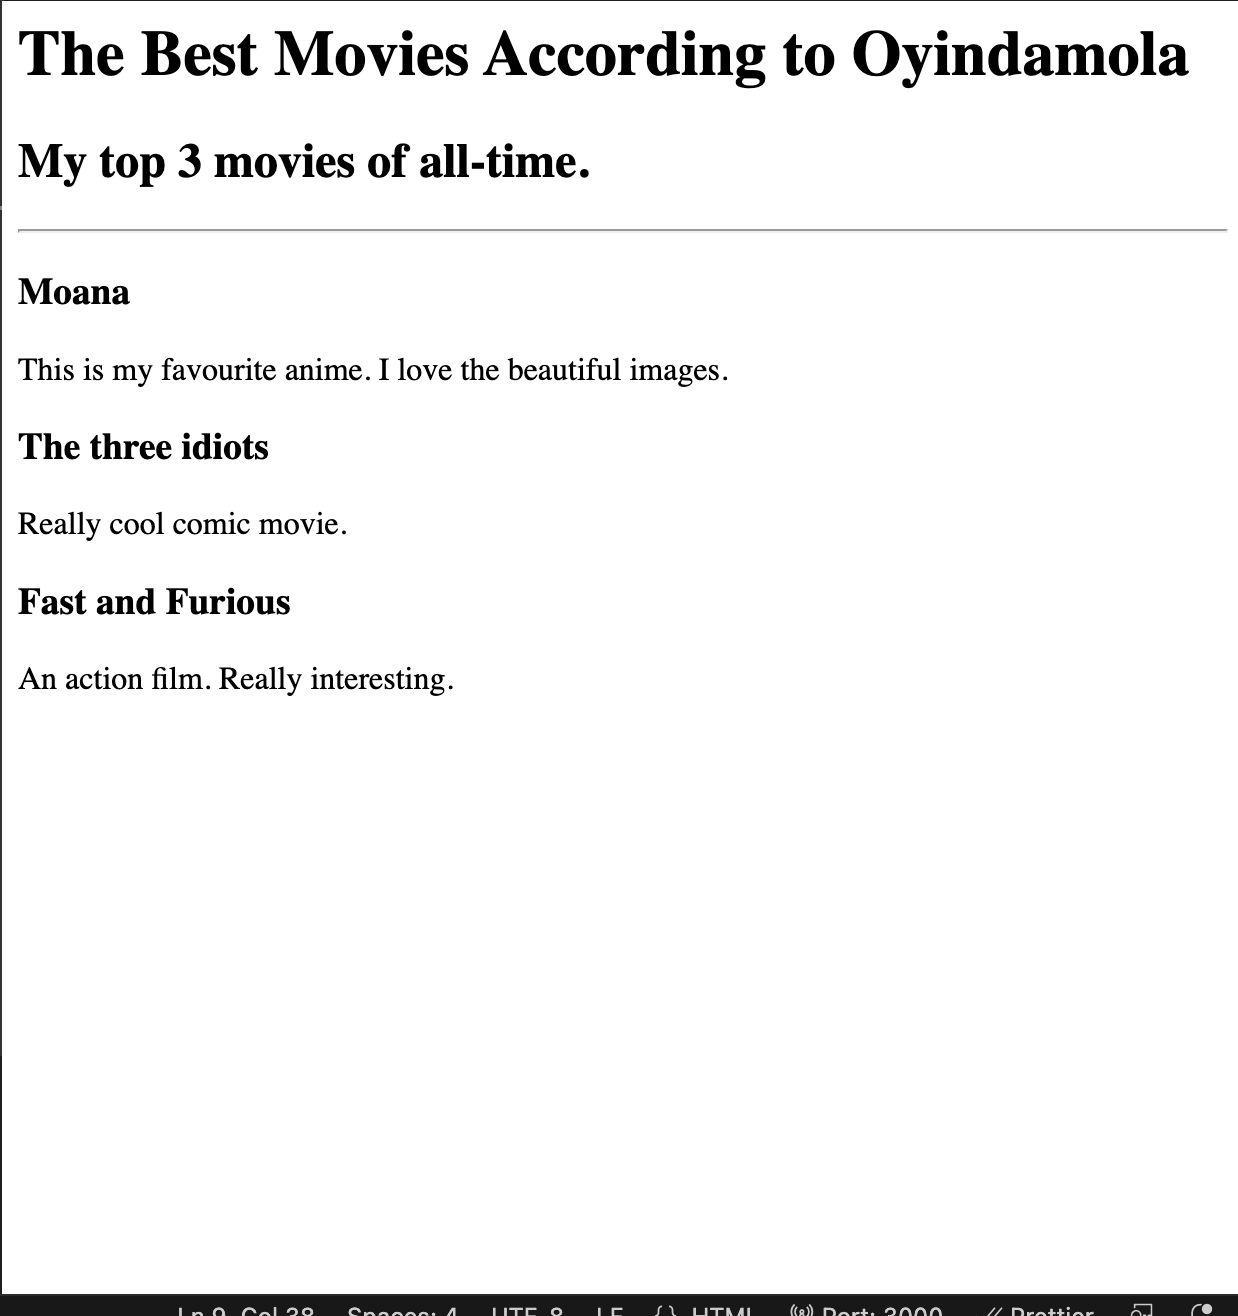 The Best Movies According to Oyindamola
My top 3 movies of all-time.
Moana
This is my favourite anime. I love the beautiful images.
The three idiots
Really cool comic movie.
Fast and Furious
An action film. Really interesting.
Ln 9, Col 38 Spaces: 4 UTF-8 LF {} HTML Port: 3000 Prettier